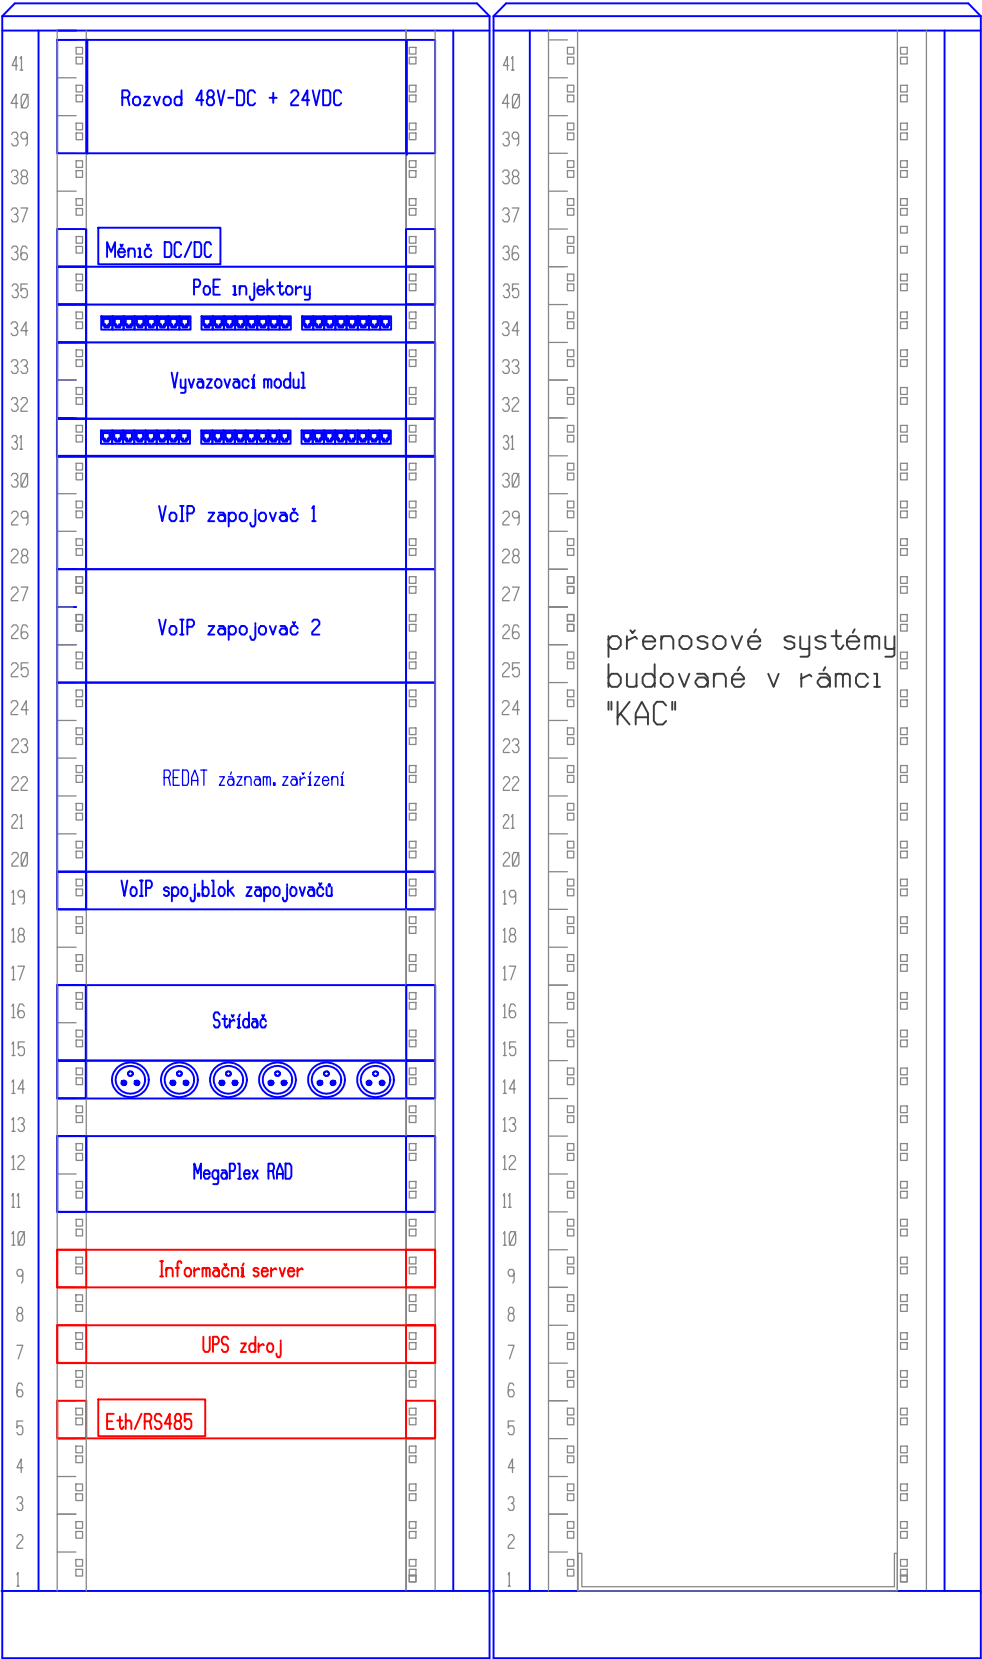 41 41
Rozvod 48V-DC + 24VDC
40 40
39 39
38 38
37 37
Měnič DC/DC
36 36
PoE injektory
35 35
34 34
33 33
Vyvazovací modul
32 32
31 31
30 30
VoIP zapojovač 1
29 29
28 28
27 27
VoIP zapojovač 2
26 26
přenosové systémy
budované v rámci
"KAC"
25 25
24 24
23 23
REDAT záznam. zařízení
22 22
21 21
20 20
VoIP spoj.blok zapojovačů
19 19
18 18
17 17
16 16
Střídač
15 15
14 14
13 13
12 12
MegaPlex RAD
11 11
10 10
Informační server
9 9
8 8
UPS zdroj
7 7
6 6
Eth/RS485
5 5
4 4
3 3
2 2
1 1